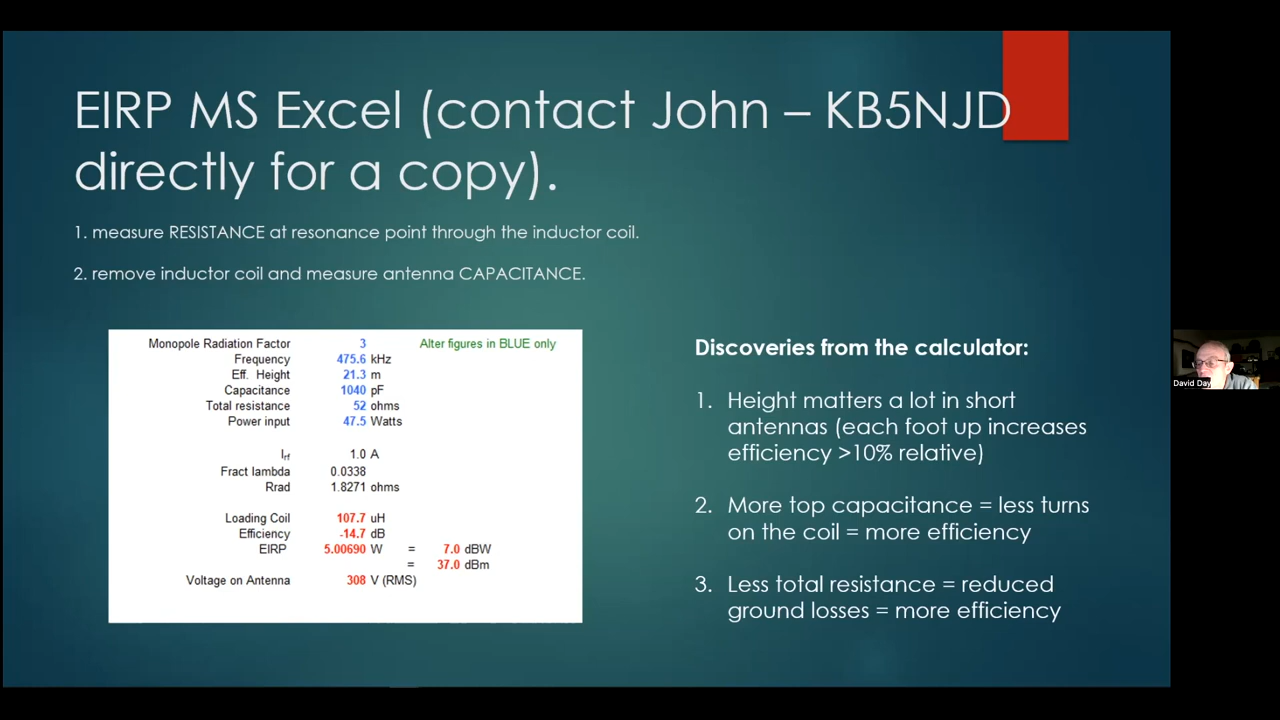 EIRP MS Excel (contact John – KB5NJD
directly for a copy).
1. measure RESISTANCE at resonance point through the inductor coil.
2. remove inductor coil and measure antenna CAPACITANCE.
Monopole Radiation Factor 3 Alter figures in BLUE only
Frequency 475.6 kHz
Eff. Height 21.3 m
Capacitance 1040 pF
Total resistance 52 ohms
Power input 47.5 Watts
Irf 1.0 A
Fract lambda 0.0338
Rrad 1.8271 ohms
Loading Coil 107.7 uH
Efficiency -14.7 dB
EIRP 5.00690 W = 7.0 dBW
= 37.0 dBm
Voltage on Antenna 308 V (RMS)
Discoveries from the calculator:
1. Height matters a lot in short
antennas (each foot up increases
efficiency >10% relative)
2. More top capacitance = less turns
on the coil = more efficiency
3. Less total resistance = reduced
ground losses = more efficiency
David Day